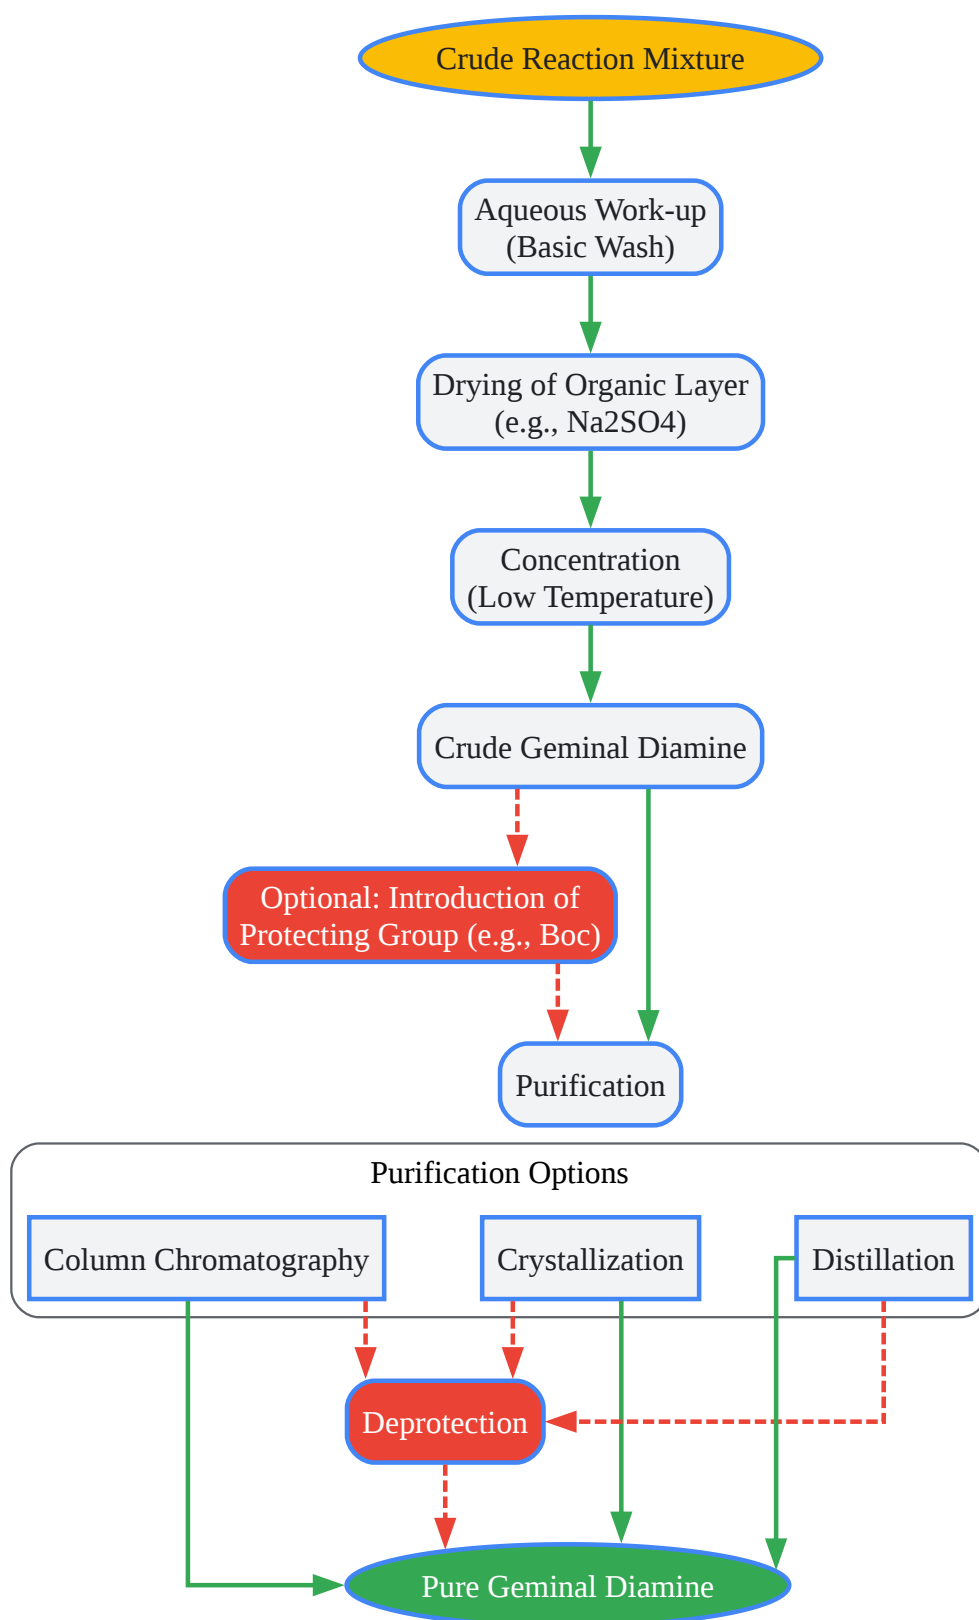 Crude Reaction Mixture
Aqueous Work-up
(Basic Wash)
Drying of Organic Layer
(e.g., Na2SO4)
Concentration
(Low Temperature)
Crude Geminal Diamine
Optional: Introduction of
Protecting Group (e.g., Boc)
Purification
Purification Options
Column Chromatography
Crystallization
Distillation
Deprotection
Pure Geminal Diamine